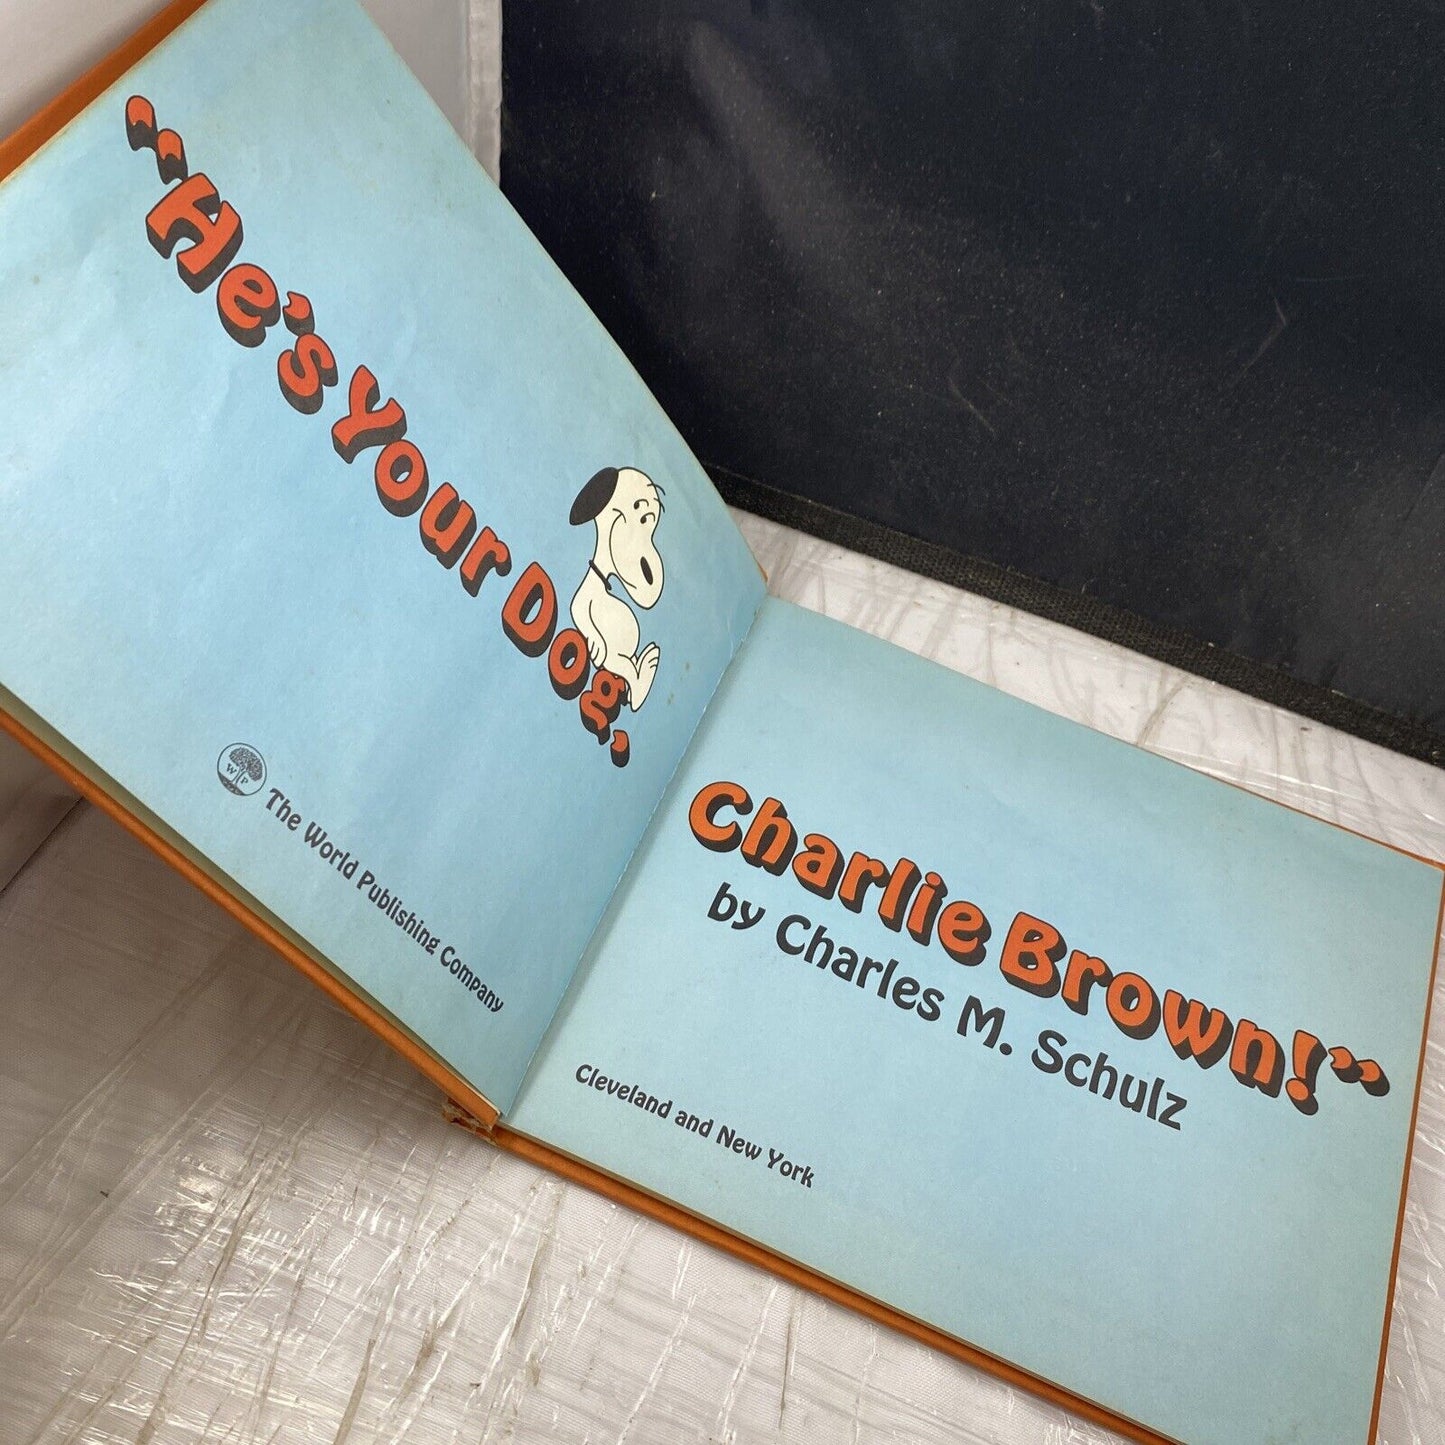 “He’s Your Dog,
W P
The World Publishing Company
Charlie Brown!”
by Charles M. Schulz
Cleveland and New York